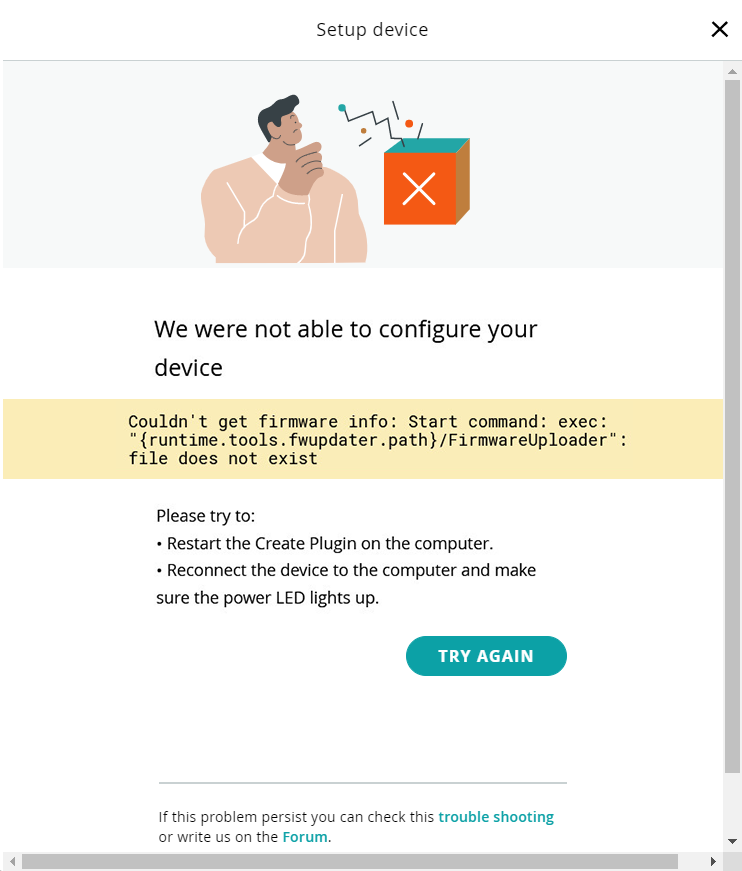 Setup device
We were not able to configure your
device
Couldn't get firmware info: Start command: exec:
"{runtime.tools.fwupdater.path}/FirmwareUploader":
file does not exist
Please try to:
• Restart the Create Plugin on the computer.
• Reconnect the device to the computer and make
sure the power LED lights up.
TRY AGAIN
If this problem persist you can check this trouble shooting
or write us on the Forum.